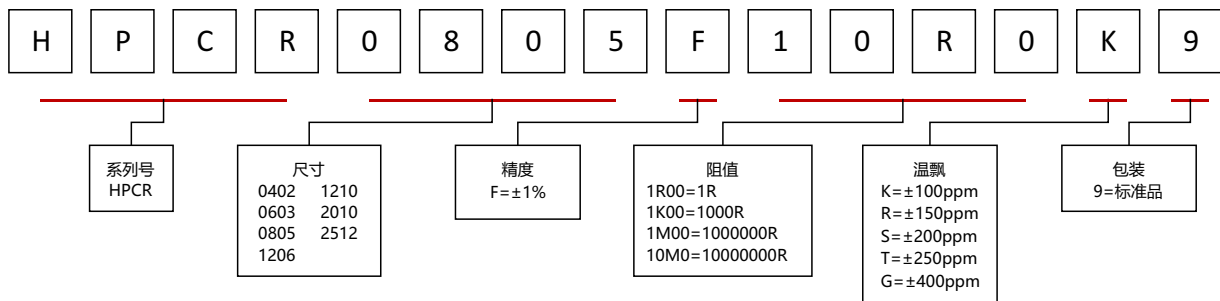 H P C R 0 8 0 5 F 1 0 R 0 K 9
系列号
HPCR
尺寸
0402 1210
0603 2010
0805 2512
1206
精度
F=±1%
阻值
1R00=1R
1K00=1000R
1M00=1000000R
10M0=10000000R
温飘
K=±100ppm
R=±150ppm
S=±200ppm
T=±250ppm
G=±400ppm
包装
9=标准品